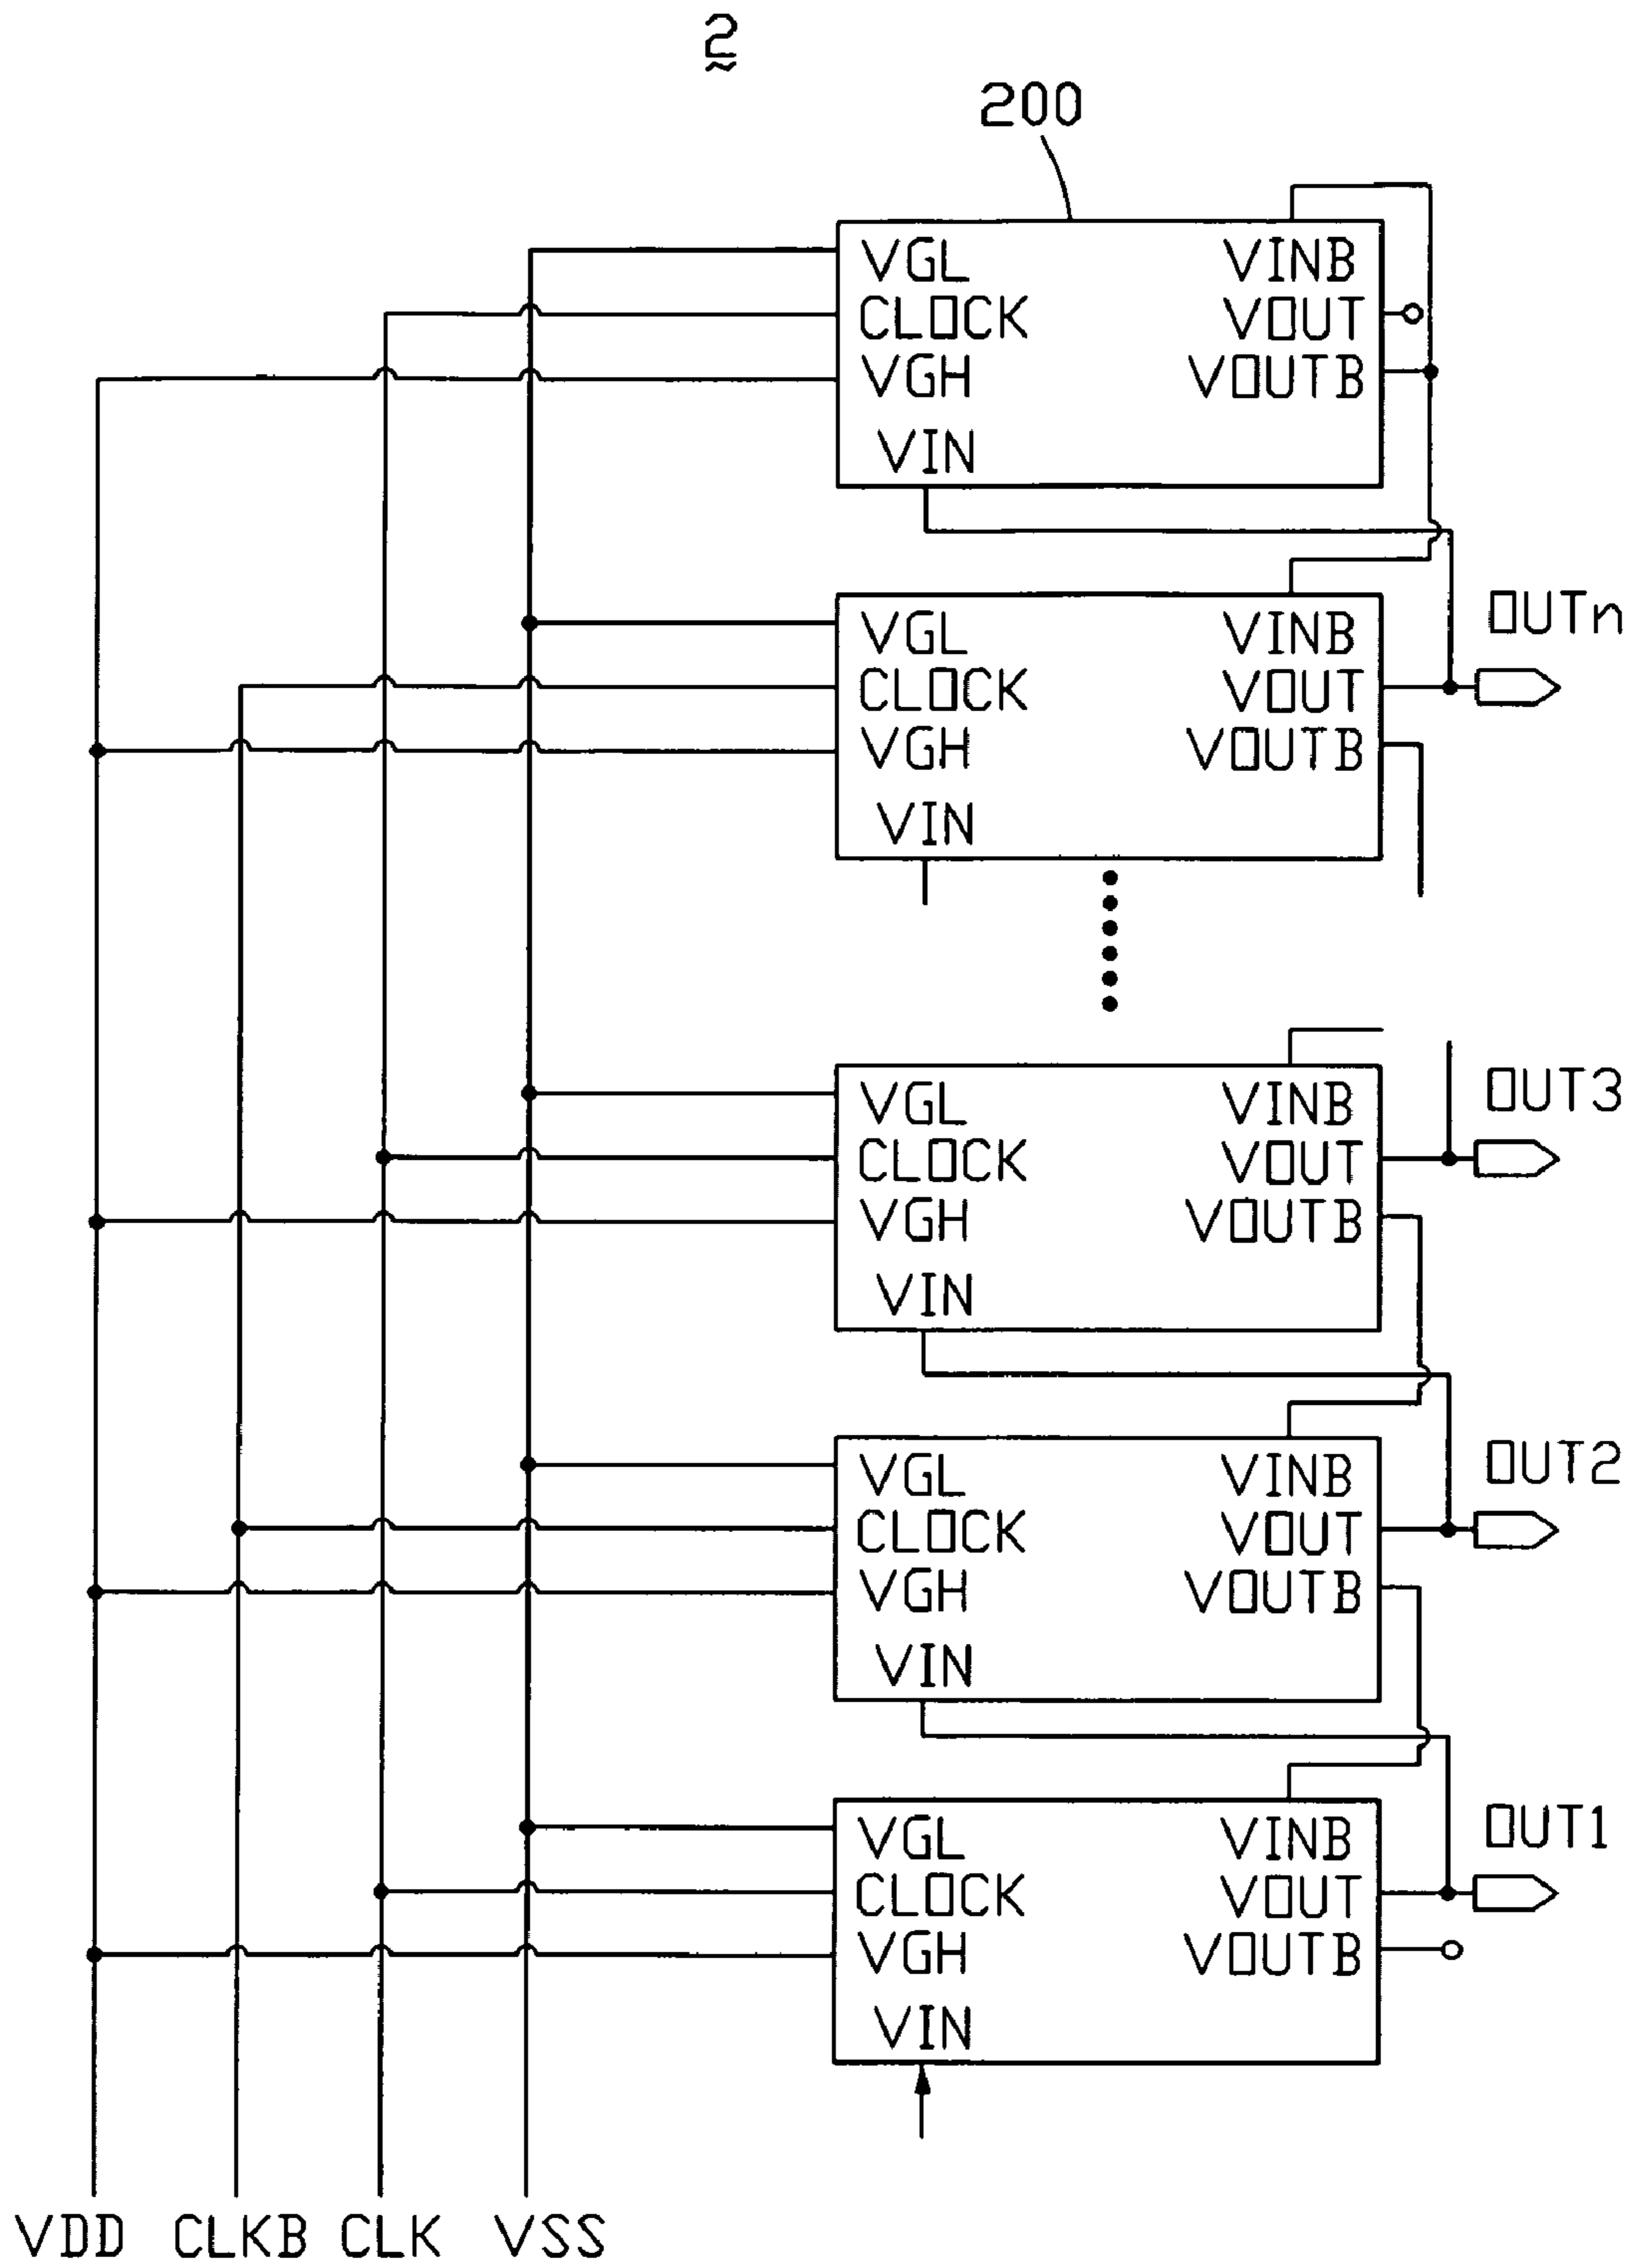 2
200
VGL VINB
CLOCK VOUT
VGH VOUTB
VIN
OUTn
VGL VINB
CLOCK VOUT
VGH VOUTB
VIN
OUT3
VGL VINB
CLOCK VOUT
VGH VOUTB
VIN
OUT2
VGL VINB
CLOCK VOUT
VGH VOUTB
VIN
OUT1
VGL VINB
CLOCK VOUT
VGH VOUTB
VIN
VDD CLKB CLK VSS